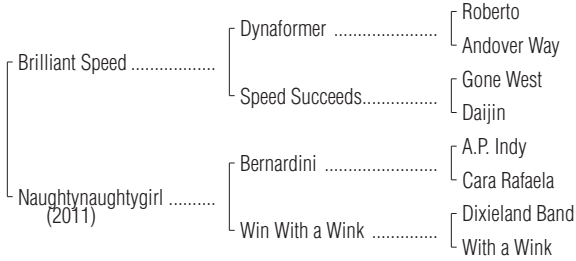 Roberto
Dynaformer .....................
Andover Way
Brilliant Speed .................
Gone West
Speed Succeeds...............
Daijin
A.P. Indy
Bernardini .....................
Cara Rafaela
Naughtynaughtygirl .........
(2011)
Dixieland Band
Win With a Wink .............
With a Wink